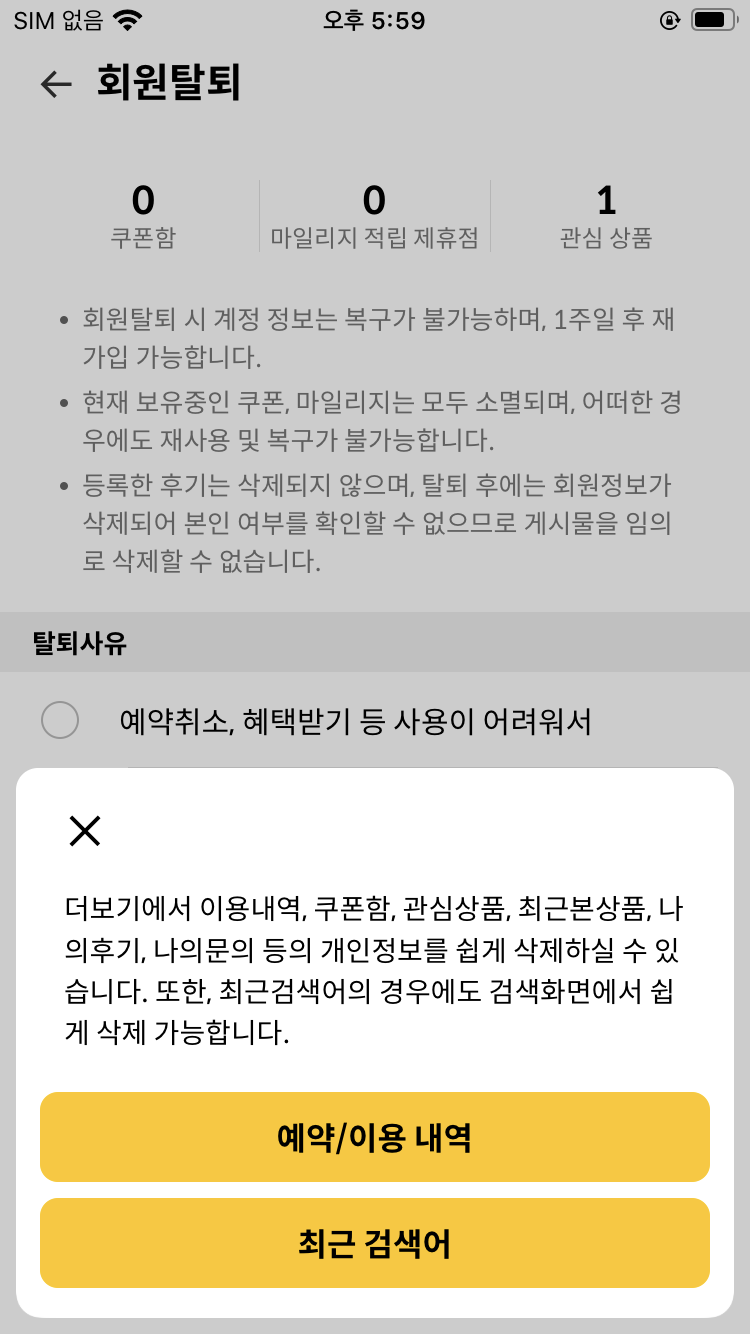 SIM 없음 오후 5:59
회원탈퇴
0 0 1
쿠폰함 마일리지 적립 제휴점 관심 상품
• 회원탈퇴 시 계정 정보는 복구가 불가능하며, 1주일 후 재
가입 가능합니다.
• 현재 보유중인 쿠폰, 마일리지는 모두 소멸되며, 어떠한 경
우에도 재사용 및 복구가 불가능합니다.
• 등록한 후기는 삭제되지 않으며, 탈퇴 후에는 회원정보가
삭제되어 본인 여부를 확인할 수 없으므로 게시물을 임의
로 삭제할 수 없습니다.
탈퇴사유
예약취소, 혜택받기 등 사용이 어려워서
더보기에서 이용내역, 쿠폰함, 관심상품, 최근본상품, 나
의후기, 나의문의 등의 개인정보를 쉽게 삭제하실 수 있
습니다. 또한, 최근검색어의 경우에도 검색화면에서 쉽
게 삭제 가능합니다.
예약/이용 내역
최근 검색어